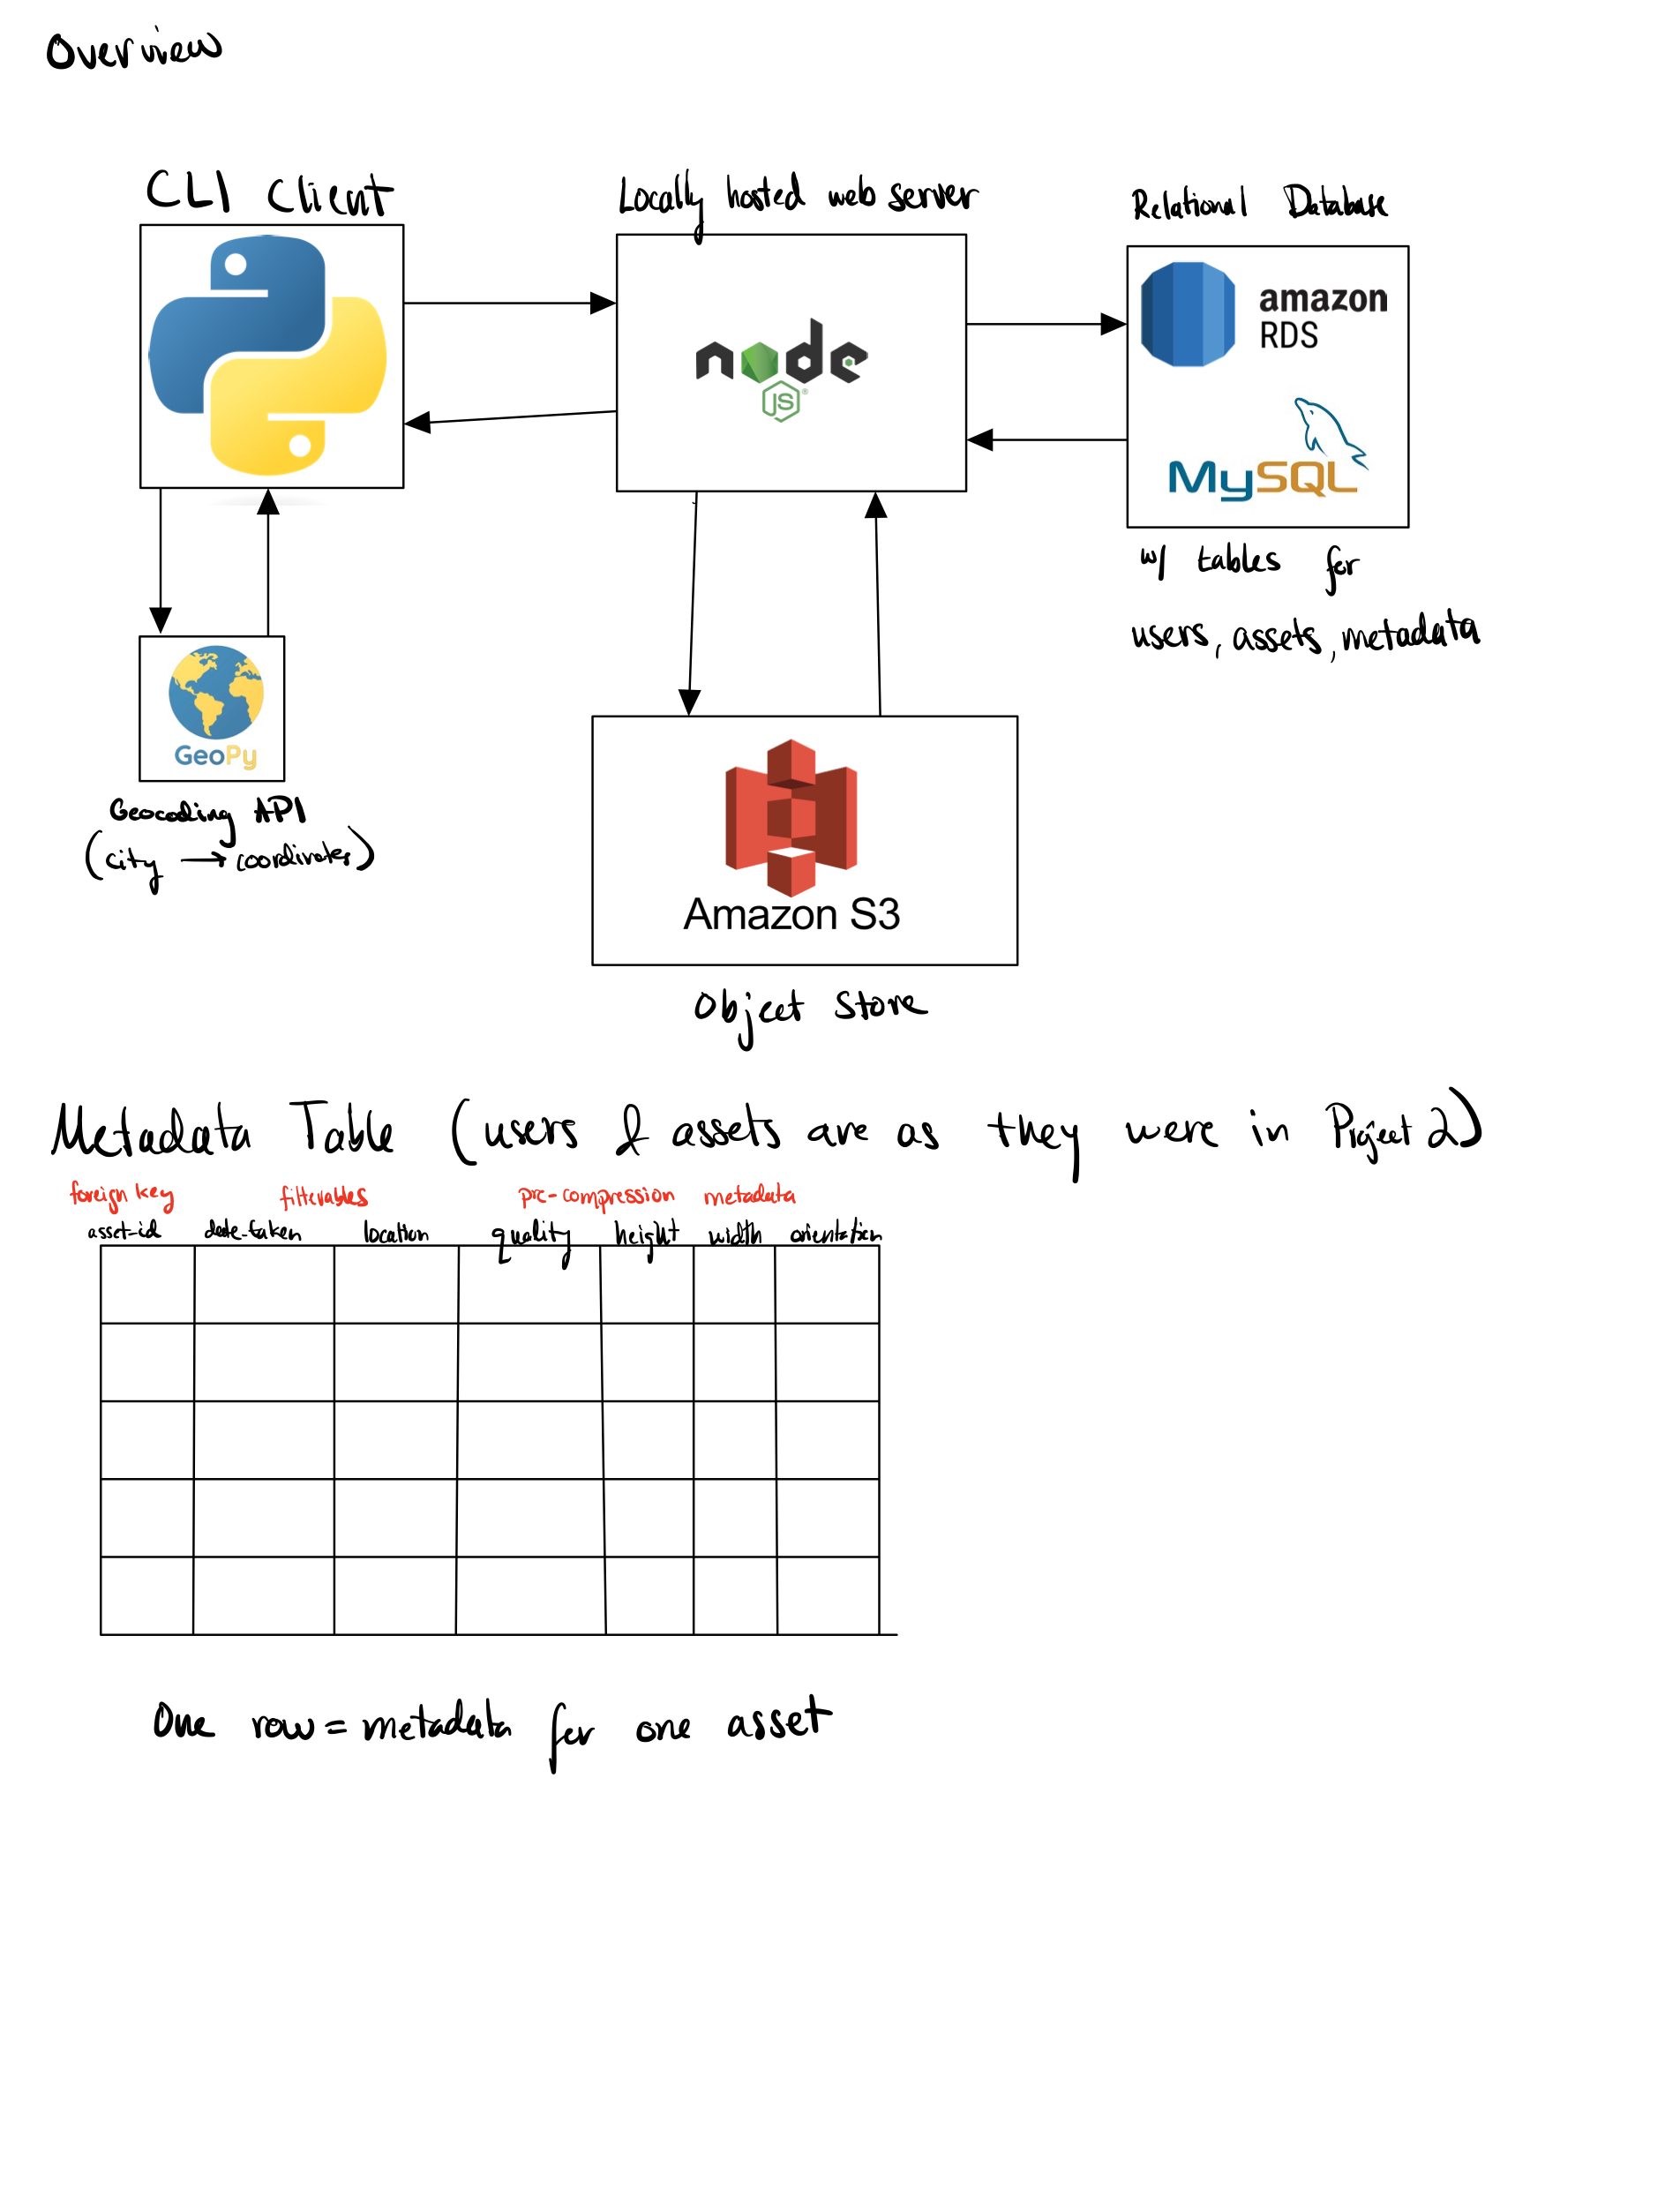 Overview
CLI Client
Locally hosted web server
Relational Database
amazon
RDS
node
JS
MySQL
w/ tables for
users, assets, metadata
GeoPy
Geocoding API
(city → coordinates)
Amazon S3
Object Store
Metadata Table (users & assets are as they were in Project 2)
foreign key filterables pre-compression metadata
asset-id date-taken location quality height width orientation
One row = metadata for one asset